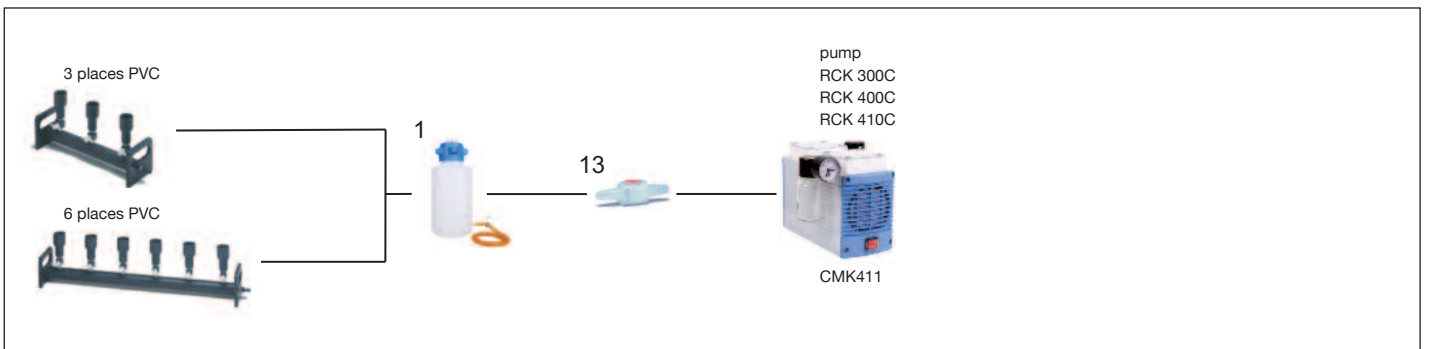 3 places PVC
6 places PVC
1
13
pump
RCK 300C
RCK 400C
RCK 410C
CMK411